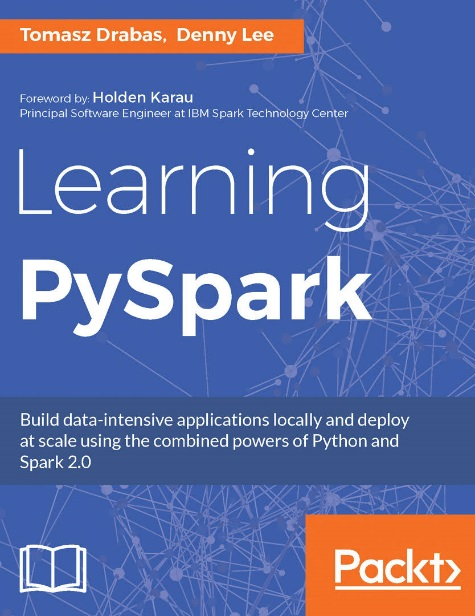 Tomasz Drabas, Denny Lee
Foreword by: Holden Karau
Principal Software Engineer at IBM Spark Technology Center
Learning
PySpark
Build data-intensive applications locally and deploy
at scale using the combined powers of Python and
Spark 2.0
Packt>